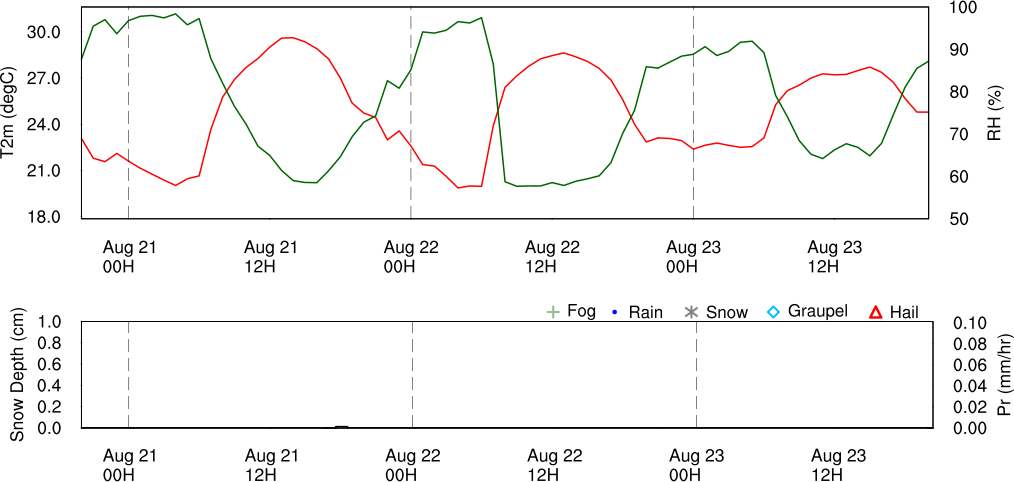 T2m (degC)
30.0
27.0
24.0
21.0
18.0
100
90
80
70
60
50
RH (%)
Aug 21 Aug 21 Aug 22 Aug 22 Aug 23 Aug 23
00H 12H 00H 12H 00H 12H
Fog Rain Snow Graupel Hail
Snow Depth (cm)
1.0
0.8
0.6
0.4
0.2
0.0
0.10
0.08
0.06
0.04
0.02
0.00
Pr (mm/hr)
Aug 21 Aug 21 Aug 22 Aug 22 Aug 23 Aug 23
00H 12H 00H 12H 00H 12H